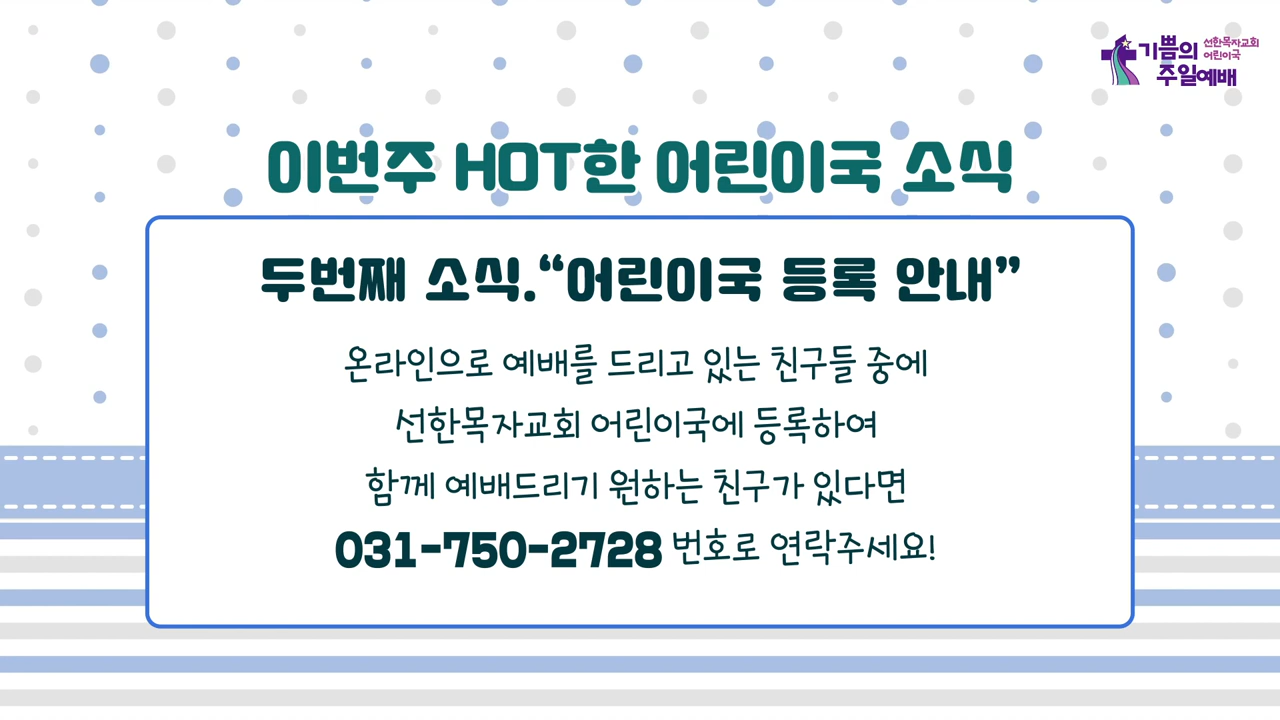 기쁨의 선한목자교회
어린이국
주일예배
이번주 HOT한 어린이국 소식
두번째 소식.“어린이국 등록 안내”
온라인으로 예배를 드리고 있는 친구들 중에
선한목자교회 어린이국에 등록하여
함께 예배드리기 원하는 친구가 있다면
031-750-2728 번호로 연락주세요!